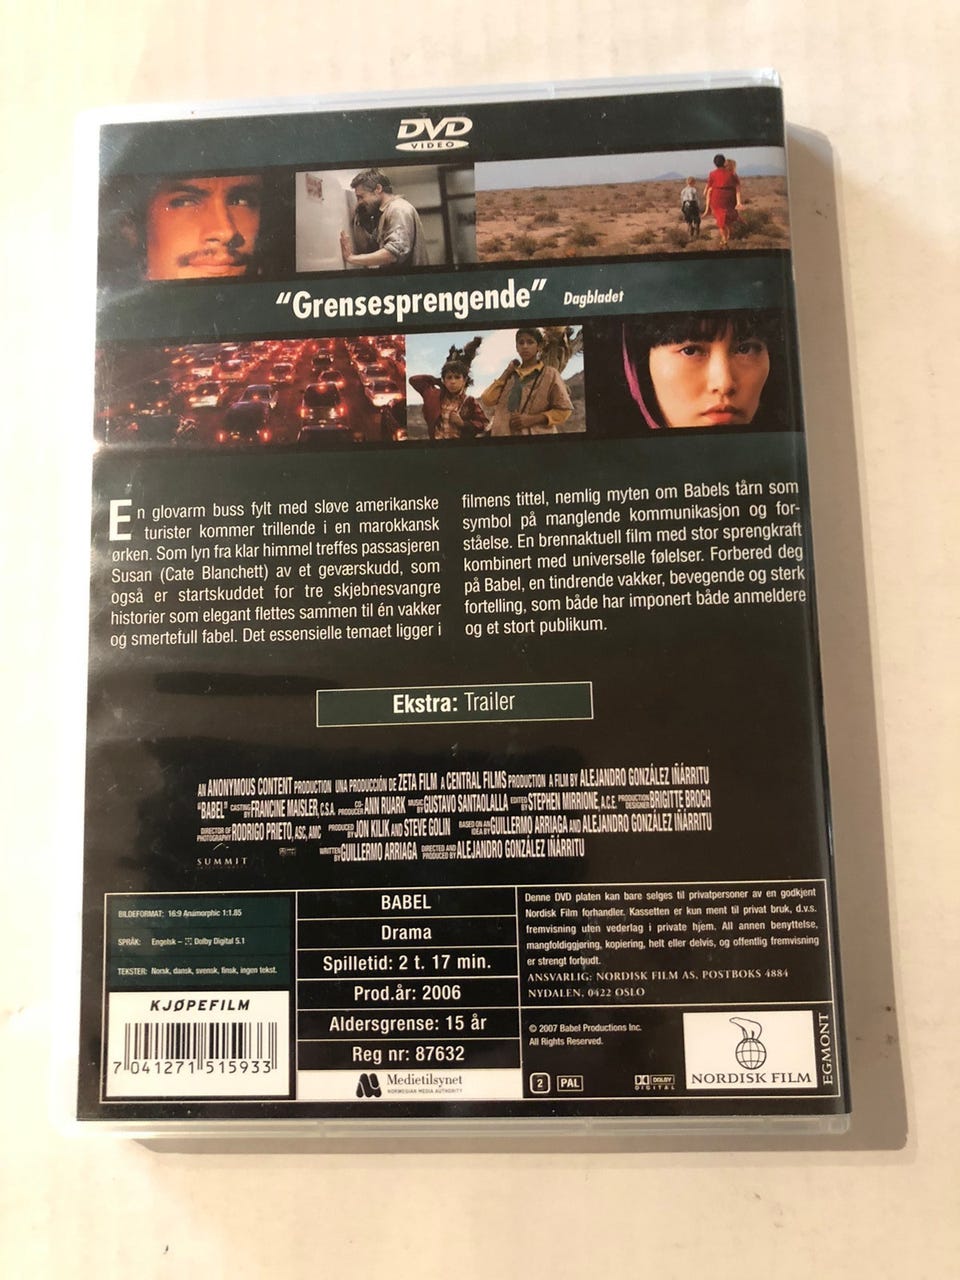 DVD
VIDEO
"Grensesprengende" Dagbladet
En glovarm buss fylt med sløve amerikanske
turister kommer trillende i en marokkansk
ørken. Som lyn fra klar himmel treffes passasjeren
Susan (Cate Blanchett) av et geværskudd, som
også er startskuddet for tre skjebnesvangre
historier som elegant flettes sammen til én vakker
og smertefull fabel. Det essensielle temaet ligger i
filmens tittel, nemlig myten om Babels tårn som
symbol på manglende kommunikasjon og for-
ståelse. En brennaktuell film med stor sprengkraft
kombinert med universelle følelser. Forbered deg
på Babel, en tindrende vakker, bevegende og sterk
fortelling, som både har imponert både anmeldere
og et stort publikum.
Ekstra: Trailer
AN ANONYMOUS CONTENT PRODUCTION UNA PRODUCCIÓN DE ZETA FILM A CENTRAL FILMS PRODUCTION A FILM BY ALEJANDRO GONZÁLEZ IÑÁRRITU
"BABEL" CASTING BY FRANCINE MAISLER, C.S.A. CO-PRODUCER ANN RUARK MUSIC BY GUSTAVO SANTAOLALLA EDITED BY STEPHEN MIRRIONE, A.C.E. PRODUCTION DESIGNER BRIGITTE BROCH
DIRECTOR OF PHOTOGRAPHY RODRIGO PRIETO, ASC, AMC PRODUCED BY JON KILIK AND STEVE GOLIN BASED ON AN IDEA BY GUILLERMO ARRIAGA AND ALEJANDRO GONZÁLEZ IÑÁRRITU
WRITTEN BY GUILLERMO ARRIAGA DIRECTED AND PRODUCED BY ALEJANDRO GONZÁLEZ IÑÁRRITU
SUMMIT
BILDEFORMAT: 16:9 Anamorphic 1:1.85
SPRÅK: Engelsk – Dolby Digital 5.1
TEKSTER: Norsk, dansk, svensk, finsk, ingen tekst.
KJØPEFILM
7 041271 515933
BABEL
Drama
Spilletid: 2 t. 17 min.
Prod.år: 2006
Aldersgrense: 15 år
Reg nr: 87632
Medietilsynet
NORWEGIAN MEDIA AUTHORITY
Denne DVD platen kan bare selges til privatpersoner av en godkjent
Nordisk Film forhandler. Kassetten er kun ment til privat bruk, d.v.s.
fremvisning uten vederlag i private hjem. All annen benyttelse,
mangfoldiggjøring, kopiering, helt eller delvis, og offentlig fremvisning
er strengt forbudt.
ANSVARLIG: NORDISK FILM AS, POSTBOKS 4884
NYDALEN, 0422 OSLO
© 2007 Babel Productions Inc.
All Rights Reserved.
2 PAL
DOLBY
DIGITAL
NORDISK FILM
EGMONT